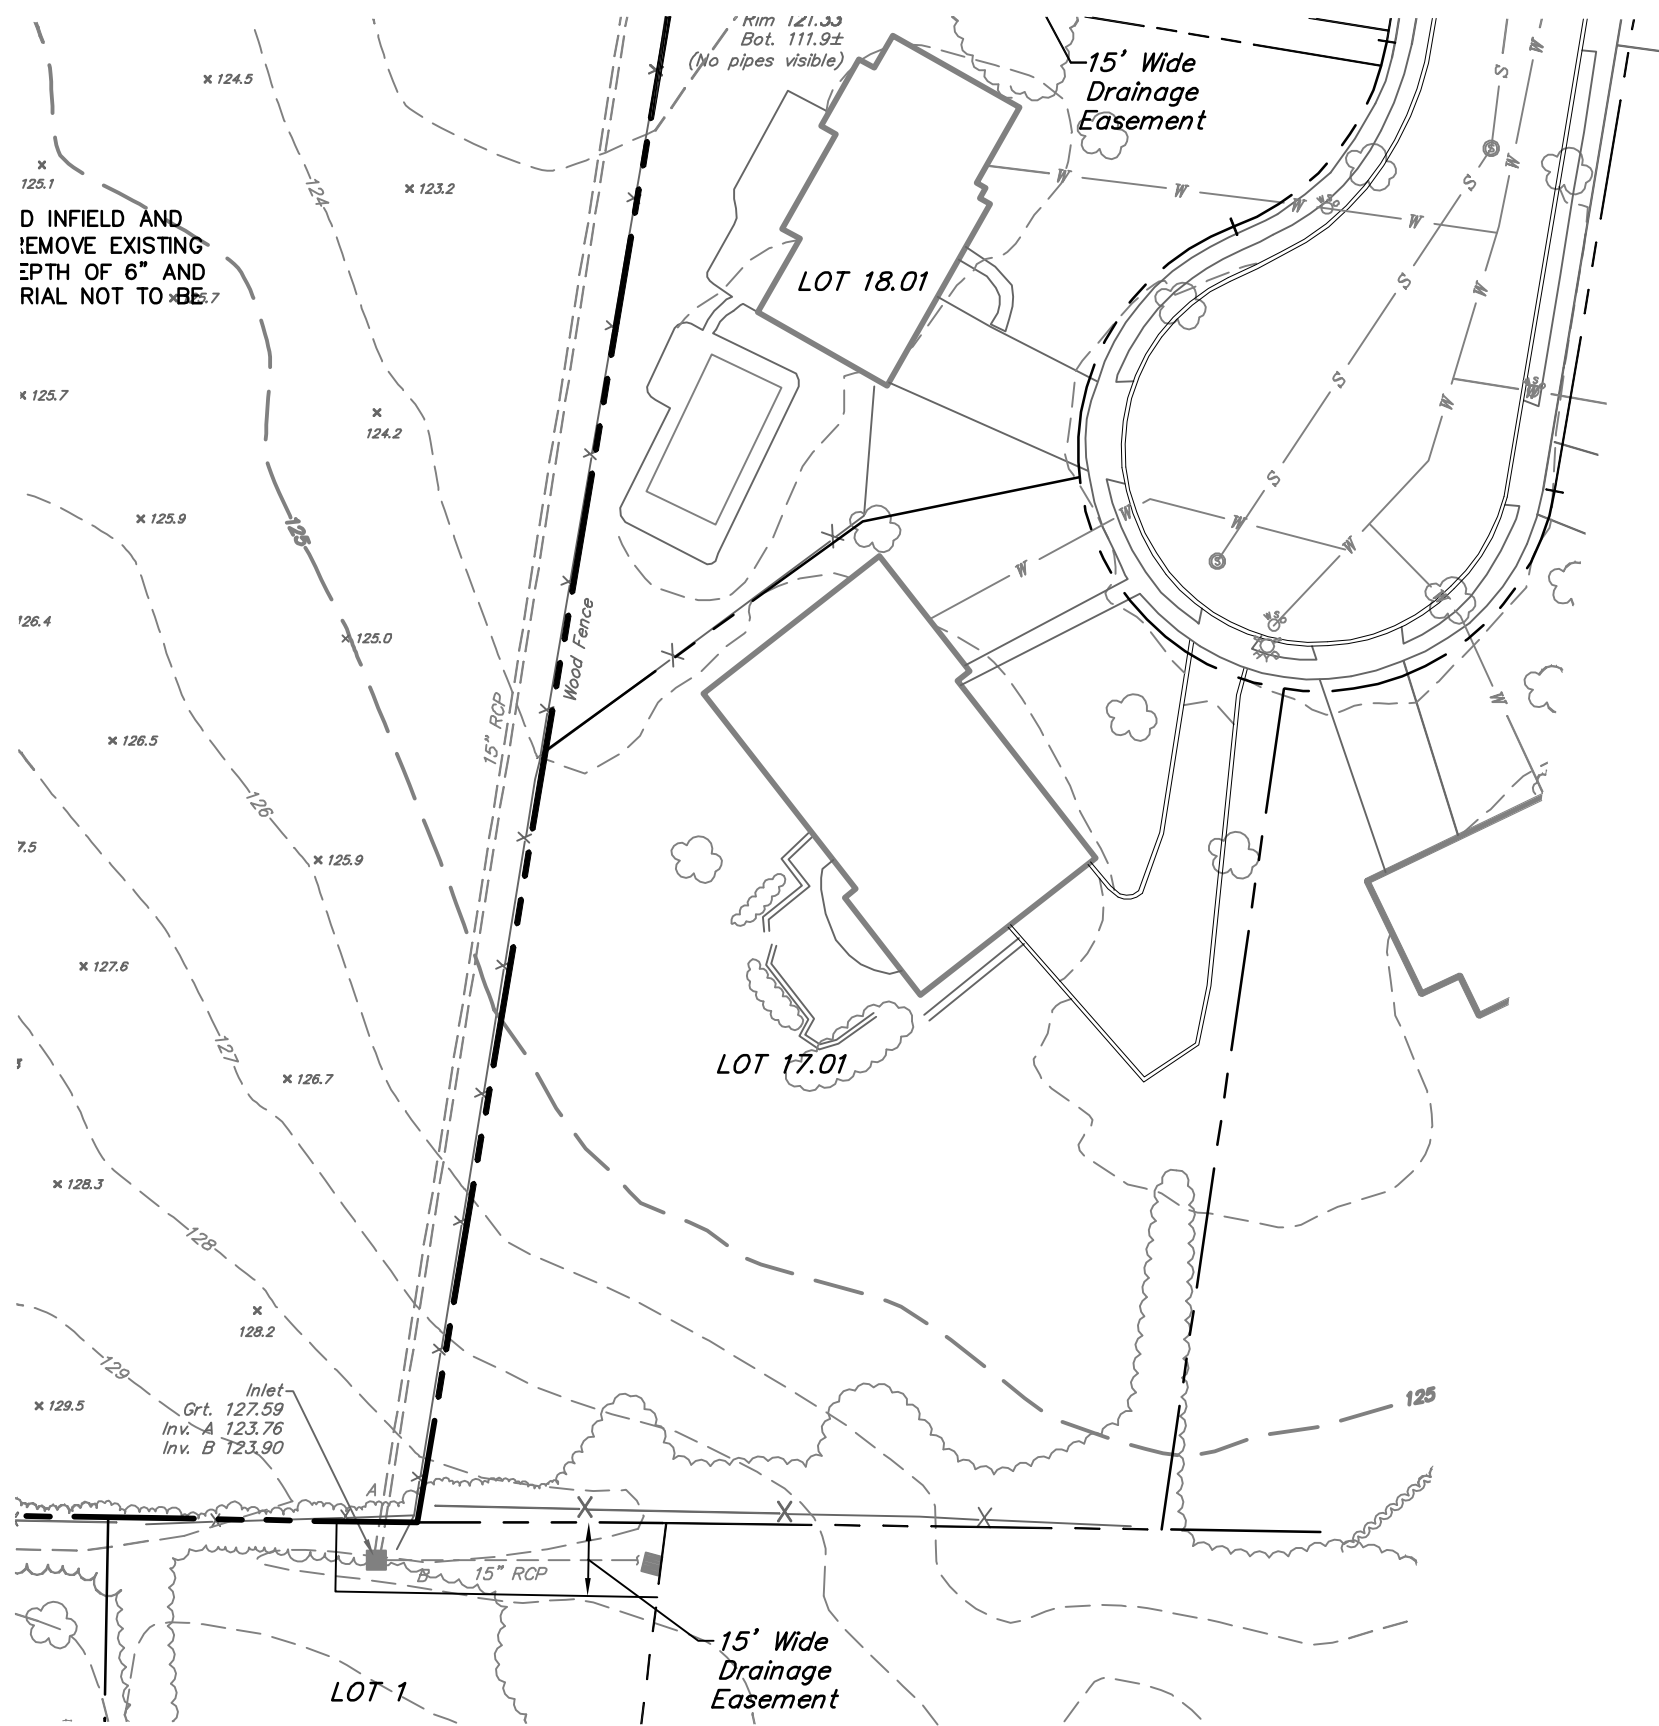 Rim 121.33
Bot. 111.9±
(No pipes visible)
15' Wide
Drainage
Easement
124.5
125.1
124
123.2
D INFIELD AND
REMOVE EXISTING
EPTH OF 6" AND
RIAL NOT TO BE
125.7
LOT 18.01
W
W
W
W
W
W
W
W
W
W
W
W
W
W
S
S
S
S
S
S
S
125.7
124.2
125.9
125
126.4
125.0
Wood Fence
15" RCP
126.5
126
7.5
125.9
127.6
127
126.7
LOT 17.01
128.3
128
128.2
129
129.5
Inlet
Grt. 127.59
Inv. A 123.76
Inv. B 123.90
125
A
B
15" RCP
15' Wide
Drainage
Easement
LOT 1